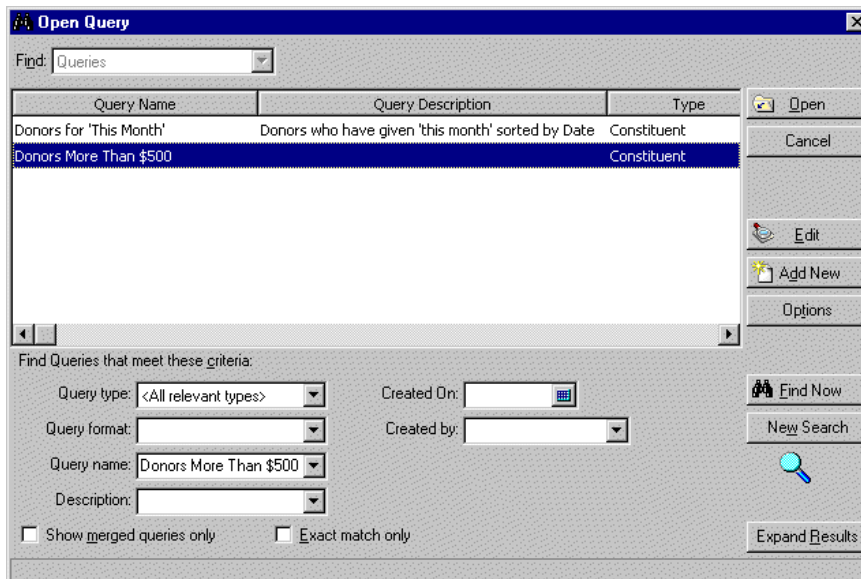 Open Query
Find: Queries
Query Name Query Description Type
Donors for 'This Month' Donors who have given 'this month' sorted by Date Constituent
Donors More Than $500 Constituent
Open
Cancel
Edit
Add New
Options
Find Queries that meet these criteria:
Query type: <All relevant types> Created On:
Query format: Created by:
Query name: Donors More Than $500
Description:
Show merged queries only Exact match only
Find Now
New Search
Expand Results